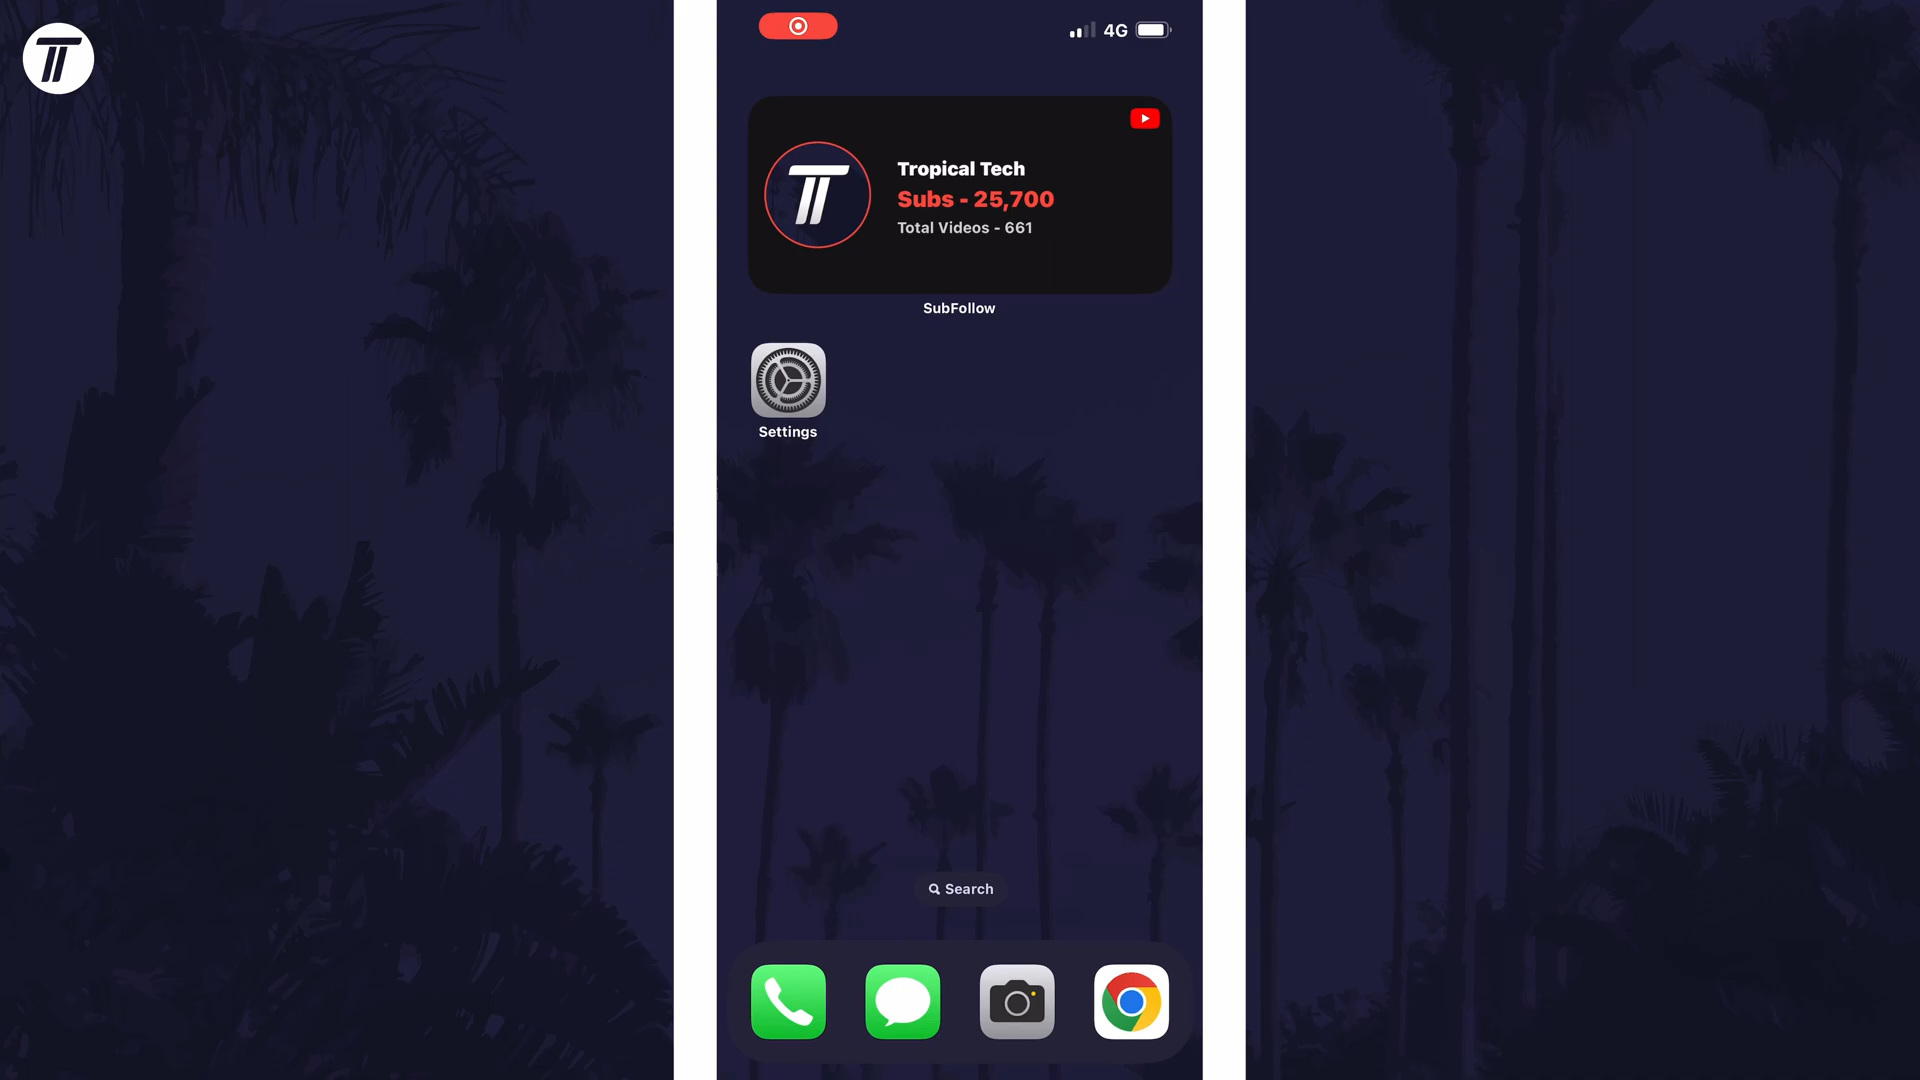 4G
Tropical Tech
Subs - 25,700
Total Videos - 661
SubFollow
Settings
Search